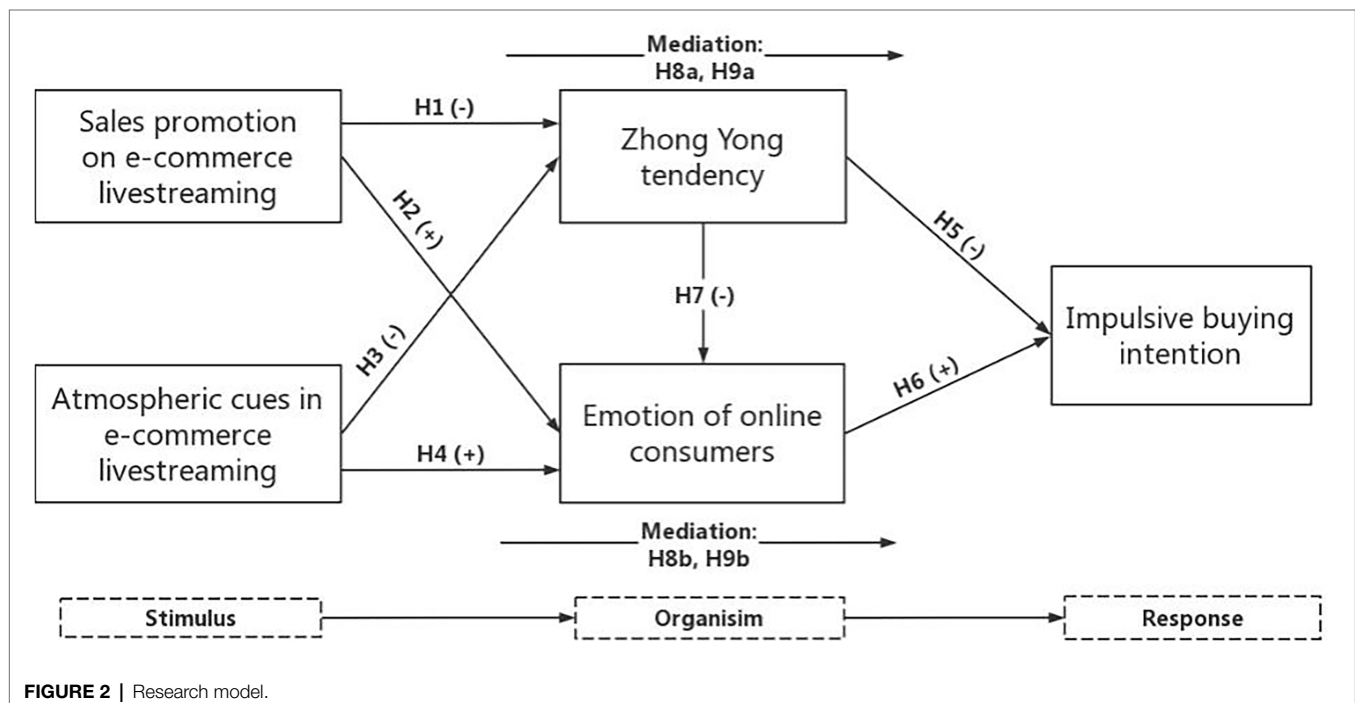 Mediation:
H8a, H9a
Sales promotion
on e-commerce
livestreaming
H1 (-)
Zhong Yong
tendency
H2 (+)
H5 (-)
H7 (-)
Impulsive buying
intention
H3 (-)
Atmospheric cues in
e-commerce
livestreaming
H4 (+)
Emotion of online
consumers
H6 (+)
Mediation:
H8b, H9b
Stimulus
Organisim
Response
FIGURE 2 | Research model.